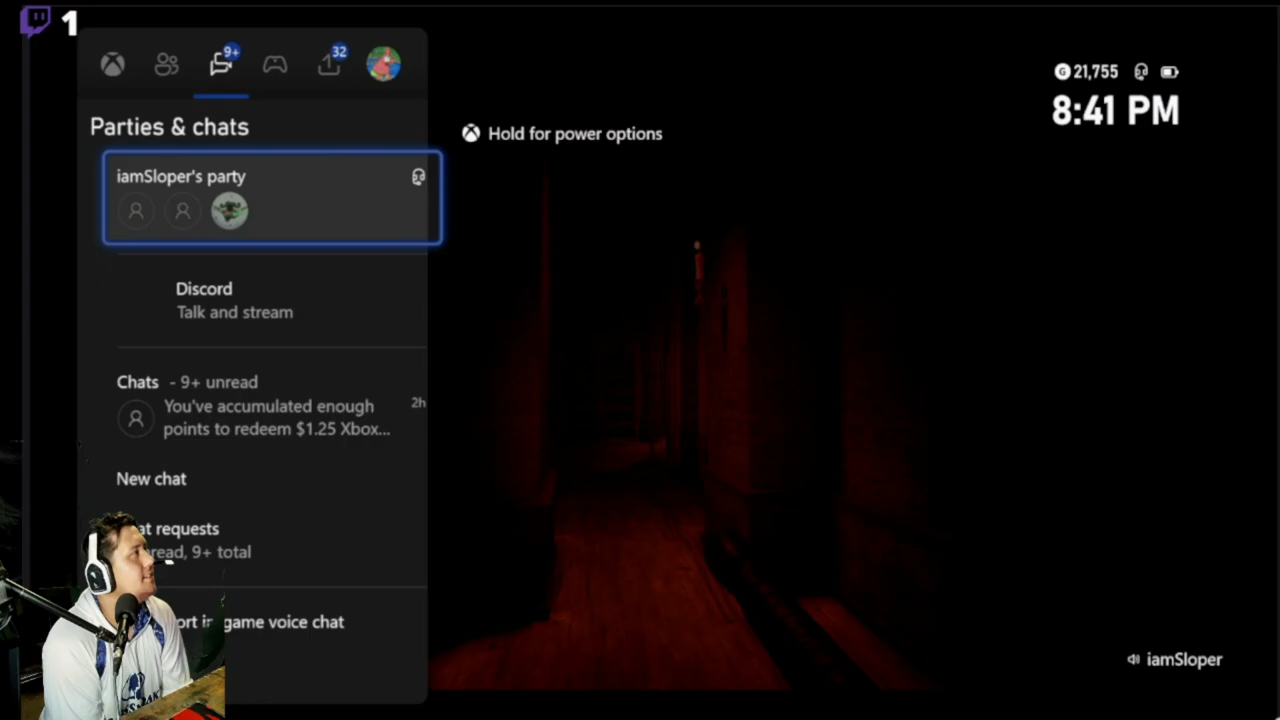 1
9+
32
Parties & chats
iamSloper's party
Discord
Talk and stream
Chats - 9+ unread
You've accumulated enough
2h
points to redeem $1.25 Xbox...
New chat
at requests
read, 9+ total
ort in game voice chat
Hold for power options
G 21,755
8:41 PM
iamSloper